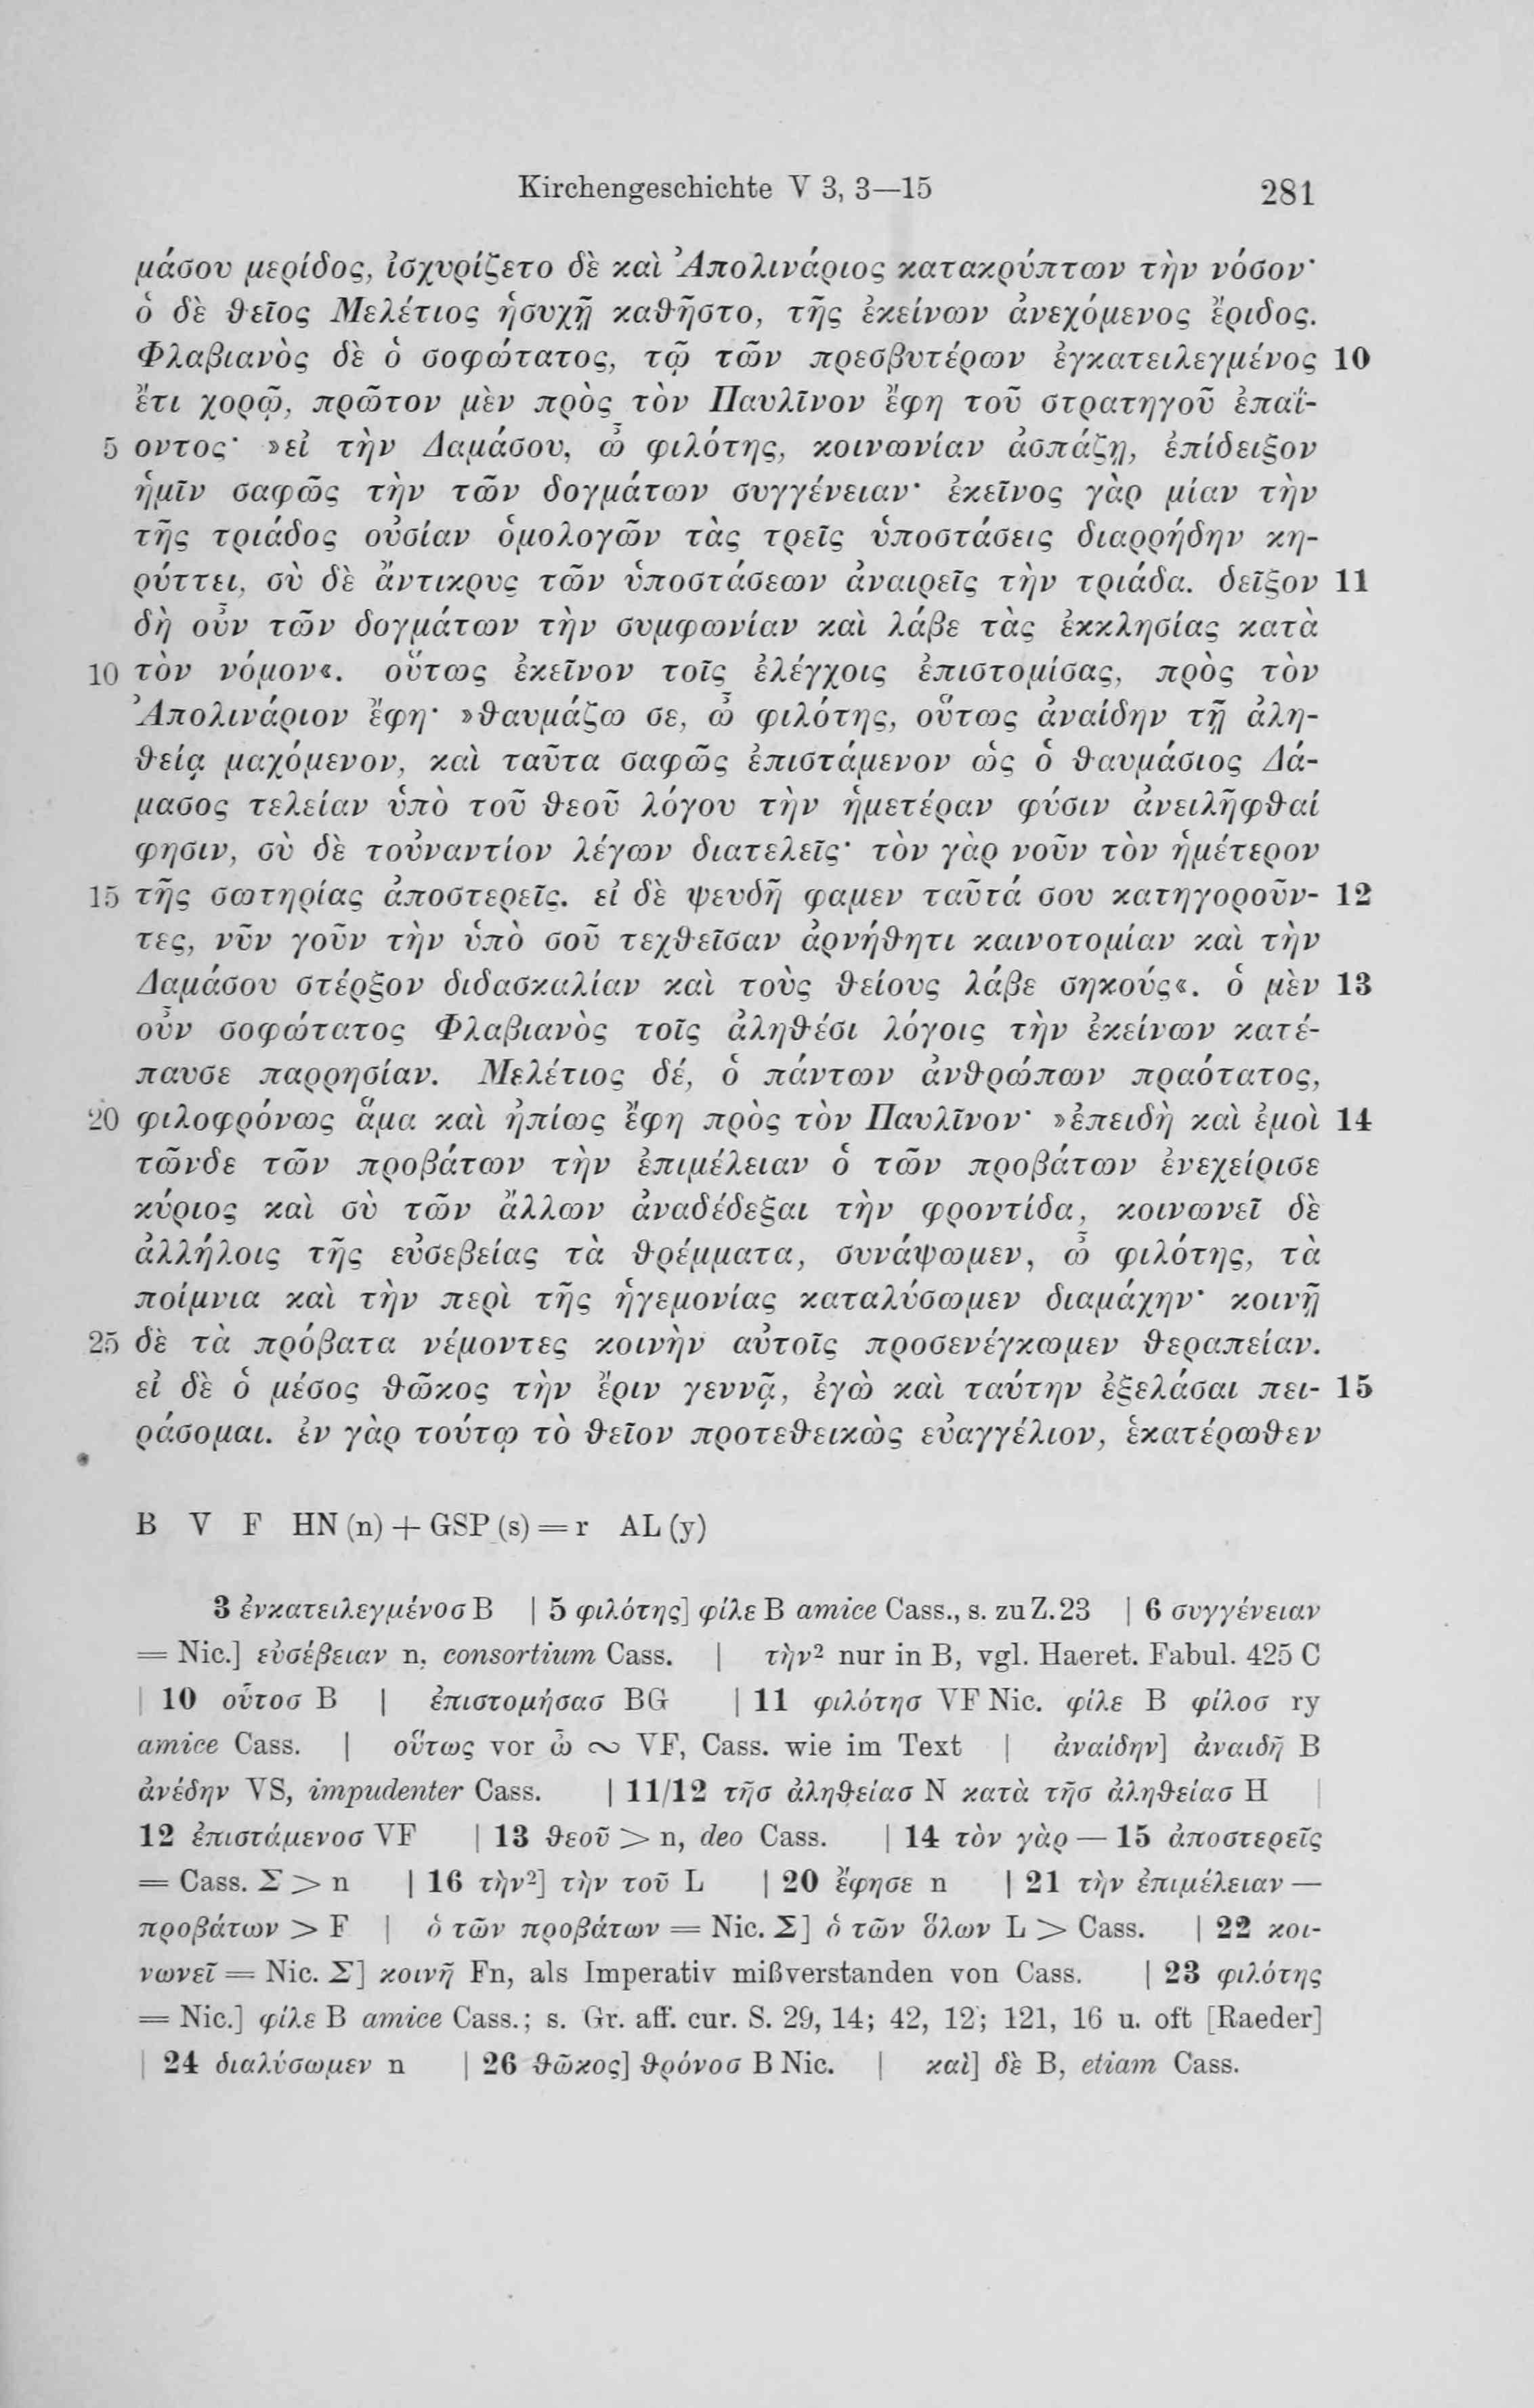 Kirchengeschichte V 3, 3—15 281
μάσου μερίδος, ἰσχυρίζετο δὲ καὶ Ἀπολινάριος κατακρύπτων τὴν νόσον·
ὁ δὲ θεῖος Μελέτιος ἡσυχῇ καθῆστο, τῆς ἐκείνων ἀνεχόμενος ἔριδος.
Φλαβιανὸς δὲ ὁ σοφώτατος, τῷ τῶν πρεσβυτέρων ἐγκατειλεγμένος 10
ἔτι χορῷ, πρῶτον μὲν πρὸς τὸν Παυλῖνον ἔφη τοῦ στρατηγοῦ ἐπαΐ-
5 οντος· »εἰ τὴν Δαμάσου, ὦ φιλότης, κοινωνίαν ἀσπάζῃ, ἐπίδειξον
ἡμῖν σαφῶς τὴν τῶν δογμάτων συγγένειαν· ἐκεῖνος γὰρ μίαν τὴν
τῆς τριάδος οὐσίαν ὁμολογῶν τὰς τρεῖς ὑποστάσεις διαρρήδην κη-
ρύττει, σὺ δὲ ἄντικρυς τῶν ὑποστάσεων ἀναιρεῖς τὴν τριάδα. δεῖξον 11
δὴ οὖν τῶν δογμάτων τὴν συμφωνίαν καὶ λάβε τὰς ἐκκλησίας κατὰ
10 τὸν νόμον«. οὕτως ἐκεῖνον τοῖς ἐλέγχοις ἐπιστομίσας, πρὸς τὸν
Ἀπολινάριον ἔφη· »θαυμάζω σε, ὦ φιλότης, οὕτως ἀναίδην τῇ ἀλη-
θείᾳ μαχόμενον, καὶ ταῦτα σαφῶς ἐπιστάμενον ὡς ὁ θαυμάσιος Δά-
μασος τελείαν ὑπὸ τοῦ θεοῦ λόγου τὴν ἡμετέραν φύσιν ἀνειλῆφθαί
φησιν, σὺ δὲ τοὐναντίον λέγων διατελεῖς· τὸν γὰρ νοῦν τὸν ἡμέτερον
15 τῆς σωτηρίας ἀποστερεῖς. εἰ δὲ ψευδῆ φαμεν ταῦτά σου κατηγοροῦν- 12
τες, νῦν γοῦν τὴν ὑπὸ σοῦ τεχθεῖσαν ἀρνήθητι καινοτομίαν καὶ τὴν
Δαμάσου στέρξον διδασκαλίαν καὶ τοὺς θείους λάβε σηκούς«. ὁ μὲν 13
οὖν σοφώτατος Φλαβιανὸς τοῖς ἀληθέσι λόγοις τὴν ἐκείνων κατέ-
παυσε παρρησίαν. Μελέτιος δέ, ὁ πάντων ἀνθρώπων πραότατος,
20 φιλοφρόνως ἅμα καὶ ἠπίως ἔφη πρὸς τὸν Παυλῖνον· »ἐπειδὴ καὶ ἐμοὶ 14
τῶνδε τῶν προβάτων τὴν ἐπιμέλειαν ὁ τῶν προβάτων ἐνεχείρισε
κύριος καὶ σὺ τῶν ἄλλων ἀναδέδεξαι τὴν φροντίδα, κοινωνεῖ δὲ
ἀλλήλοις τῆς εὐσεβείας τὰ θρέμματα, συνάψωμεν, ὦ φιλότης, τὰ
ποίμνια καὶ τὴν περὶ τῆς ἡγεμονίας καταλύσωμεν διαμάχην· κοινῇ
25 δὲ τὰ πρόβατα νέμοντες κοινὴν αὐτοῖς προσενέγκωμεν θεραπείαν.
εἰ δὲ ὁ μέσος θῶκος τὴν ἔριν γεννᾷ, ἐγὼ καὶ ταύτην ἐξελάσαι πει- 15
ράσομαι. ἐν γὰρ τούτῳ τὸ θεῖον προτεθεικὼς εὐαγγέλιον, ἑκατέρωθεν
B V F HN (n) + GSP (s) = r AL (y)
3 ἐνκατειλεγμένοσ B | 5 φιλότης] φίλε B amice Cass., s. zu Z. 23 | 6 συγγένειαν
= Nic.] εὐσέβειαν n, consortium Cass. | τὴν² nur in B, vgl. Haeret. Fabul. 425 C
| 10 οὗτοσ B | ἐπιστομήσασ BG | 11 φιλότησ VF Nic. φίλε B φίλοσ ry
amice Cass. | οὕτως vor ὦ ∾ VF, Cass. wie im Text | ἀναίδην] ἀναιδῆ B
ἀνέδην VS, impudenter Cass. | 11/12 τῆσ ἀληθείασ N κατὰ τῆσ ἀληθείασ H |
12 ἐπιστάμενοσ VF | 13 θεοῦ > n, deo Cass. | 14 τὸν γὰρ — 15 ἀποστερεῖς
= Cass. Σ > n | 16 τὴν²] τὴν τοῦ L | 20 ἔφησε n | 21 τὴν ἐπιμέλειαν —
προβάτων > F | ὁ τῶν προβάτων = Nic. Σ] ὁ τῶν ὅλων L > Cass. | 22 κοι-
νωνεῖ = Nic. Σ] κοινῇ Fn, als Imperativ mißverstanden von Cass. | 23 φιλότης
= Nic.] φίλε B amice Cass.; s. Gr. aff. cur. S. 29, 14; 42, 12; 121, 16 u. oft [Raeder]
| 24 διαλύσωμεν n | 26 θῶκος] θρόνοσ B Nic. | καὶ] δὲ B, etiam Cass.